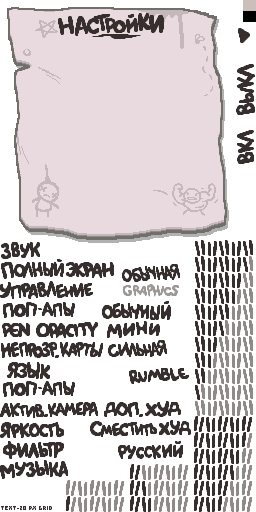 НАСТРОЙКИ
ВКЛ ВЫКЛ
ЗВУК
ПОЛНЫЙ ЭКРАН ОБЫЧНАЯ
УПРАВЛЕНИЕ GRAPHICS
ПОП-АПЫ ОБЫЧНЫЙ
PEN OPACITY МИНИ
НЕПРОЗР. КАРТЫ СИЛЬНАЯ
ЯЗЫК RUMBLE
ПОП-АПЫ
АКТИВ. КАМЕРА ДОП. ХУД
ЯРКОСТЬ СМЕСТИТЬ ХУД
ФИЛЬТР РУССКИЙ
МУЗЫКА
TEXT-20 PX GRID